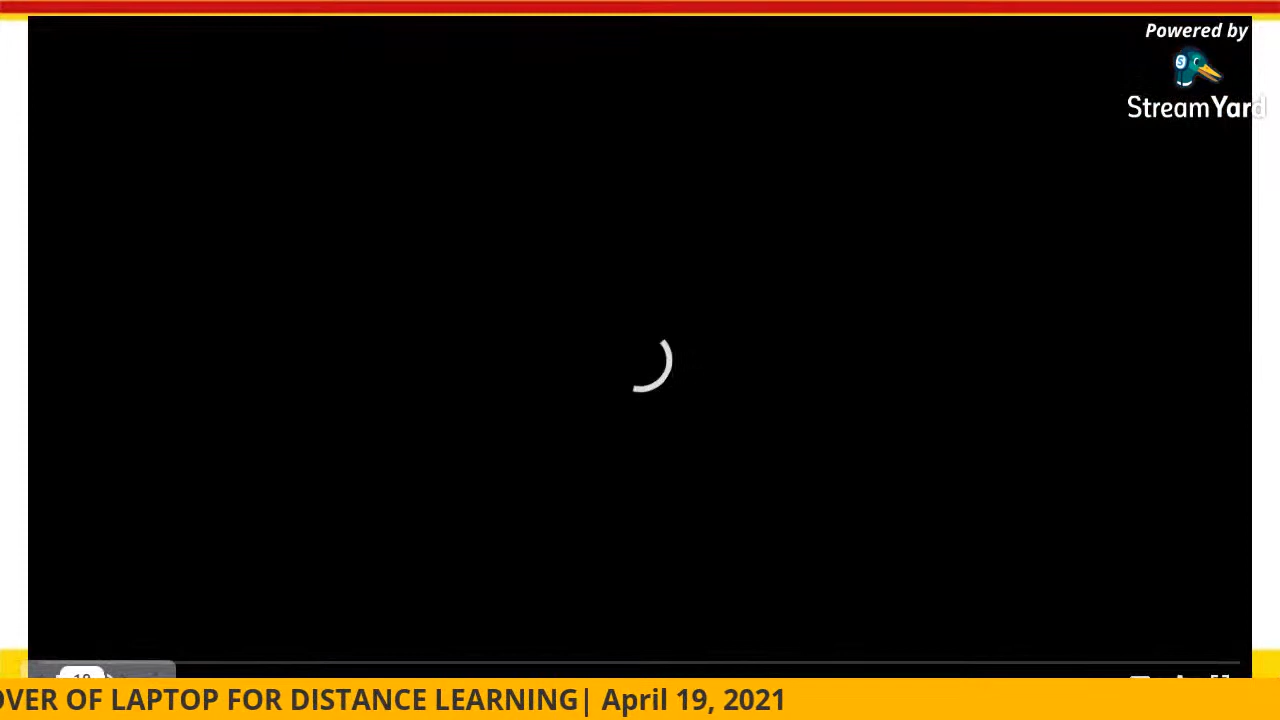 Powered by
StreamYard
OVER OF LAPTOP FOR DISTANCE LEARNING| April 19, 2021